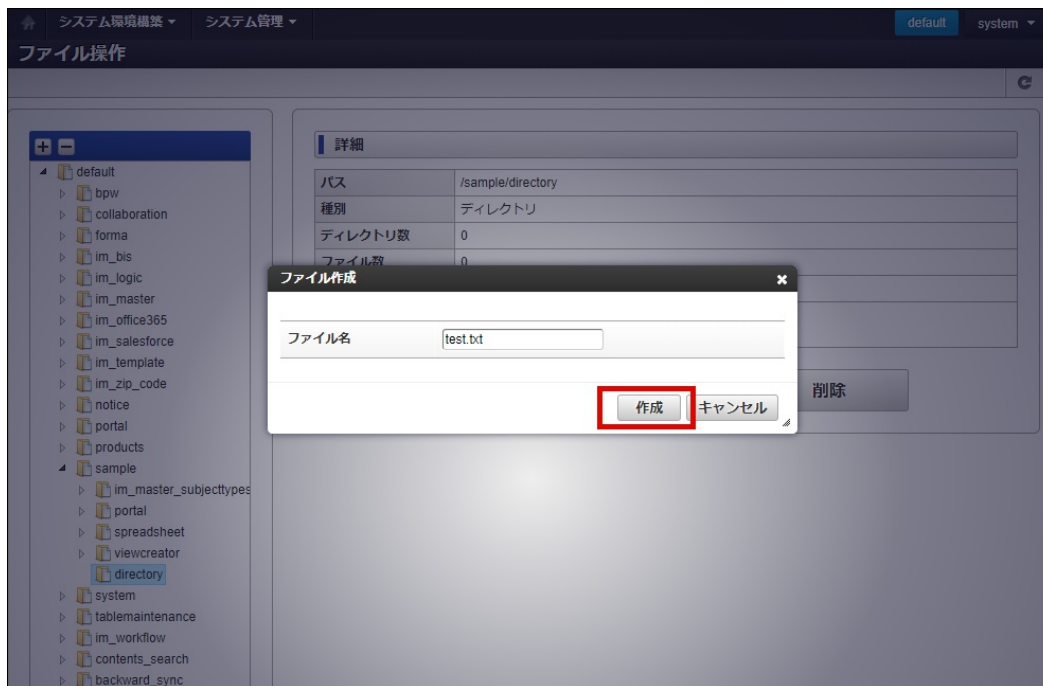 システム環境構築 システム管理 default system
ファイル操作
default
bpw
collaboration
forma
im_bis
im_logic
im_master
im_office365
im_salesforce
im_template
im_zip_code
notice
portal
products
sample
im_master_subjecttypes
portal
spreadsheet
viewcreator
directory
system
tablemaintenance
im_workflow
contents_search
backward_sync
詳細
パス /sample/directory
種別 ディレクトリ
ディレクトリ数 0
ファイル数 0
ファイル作成
ファイル名 test.txt
作成 キャンセル
削除